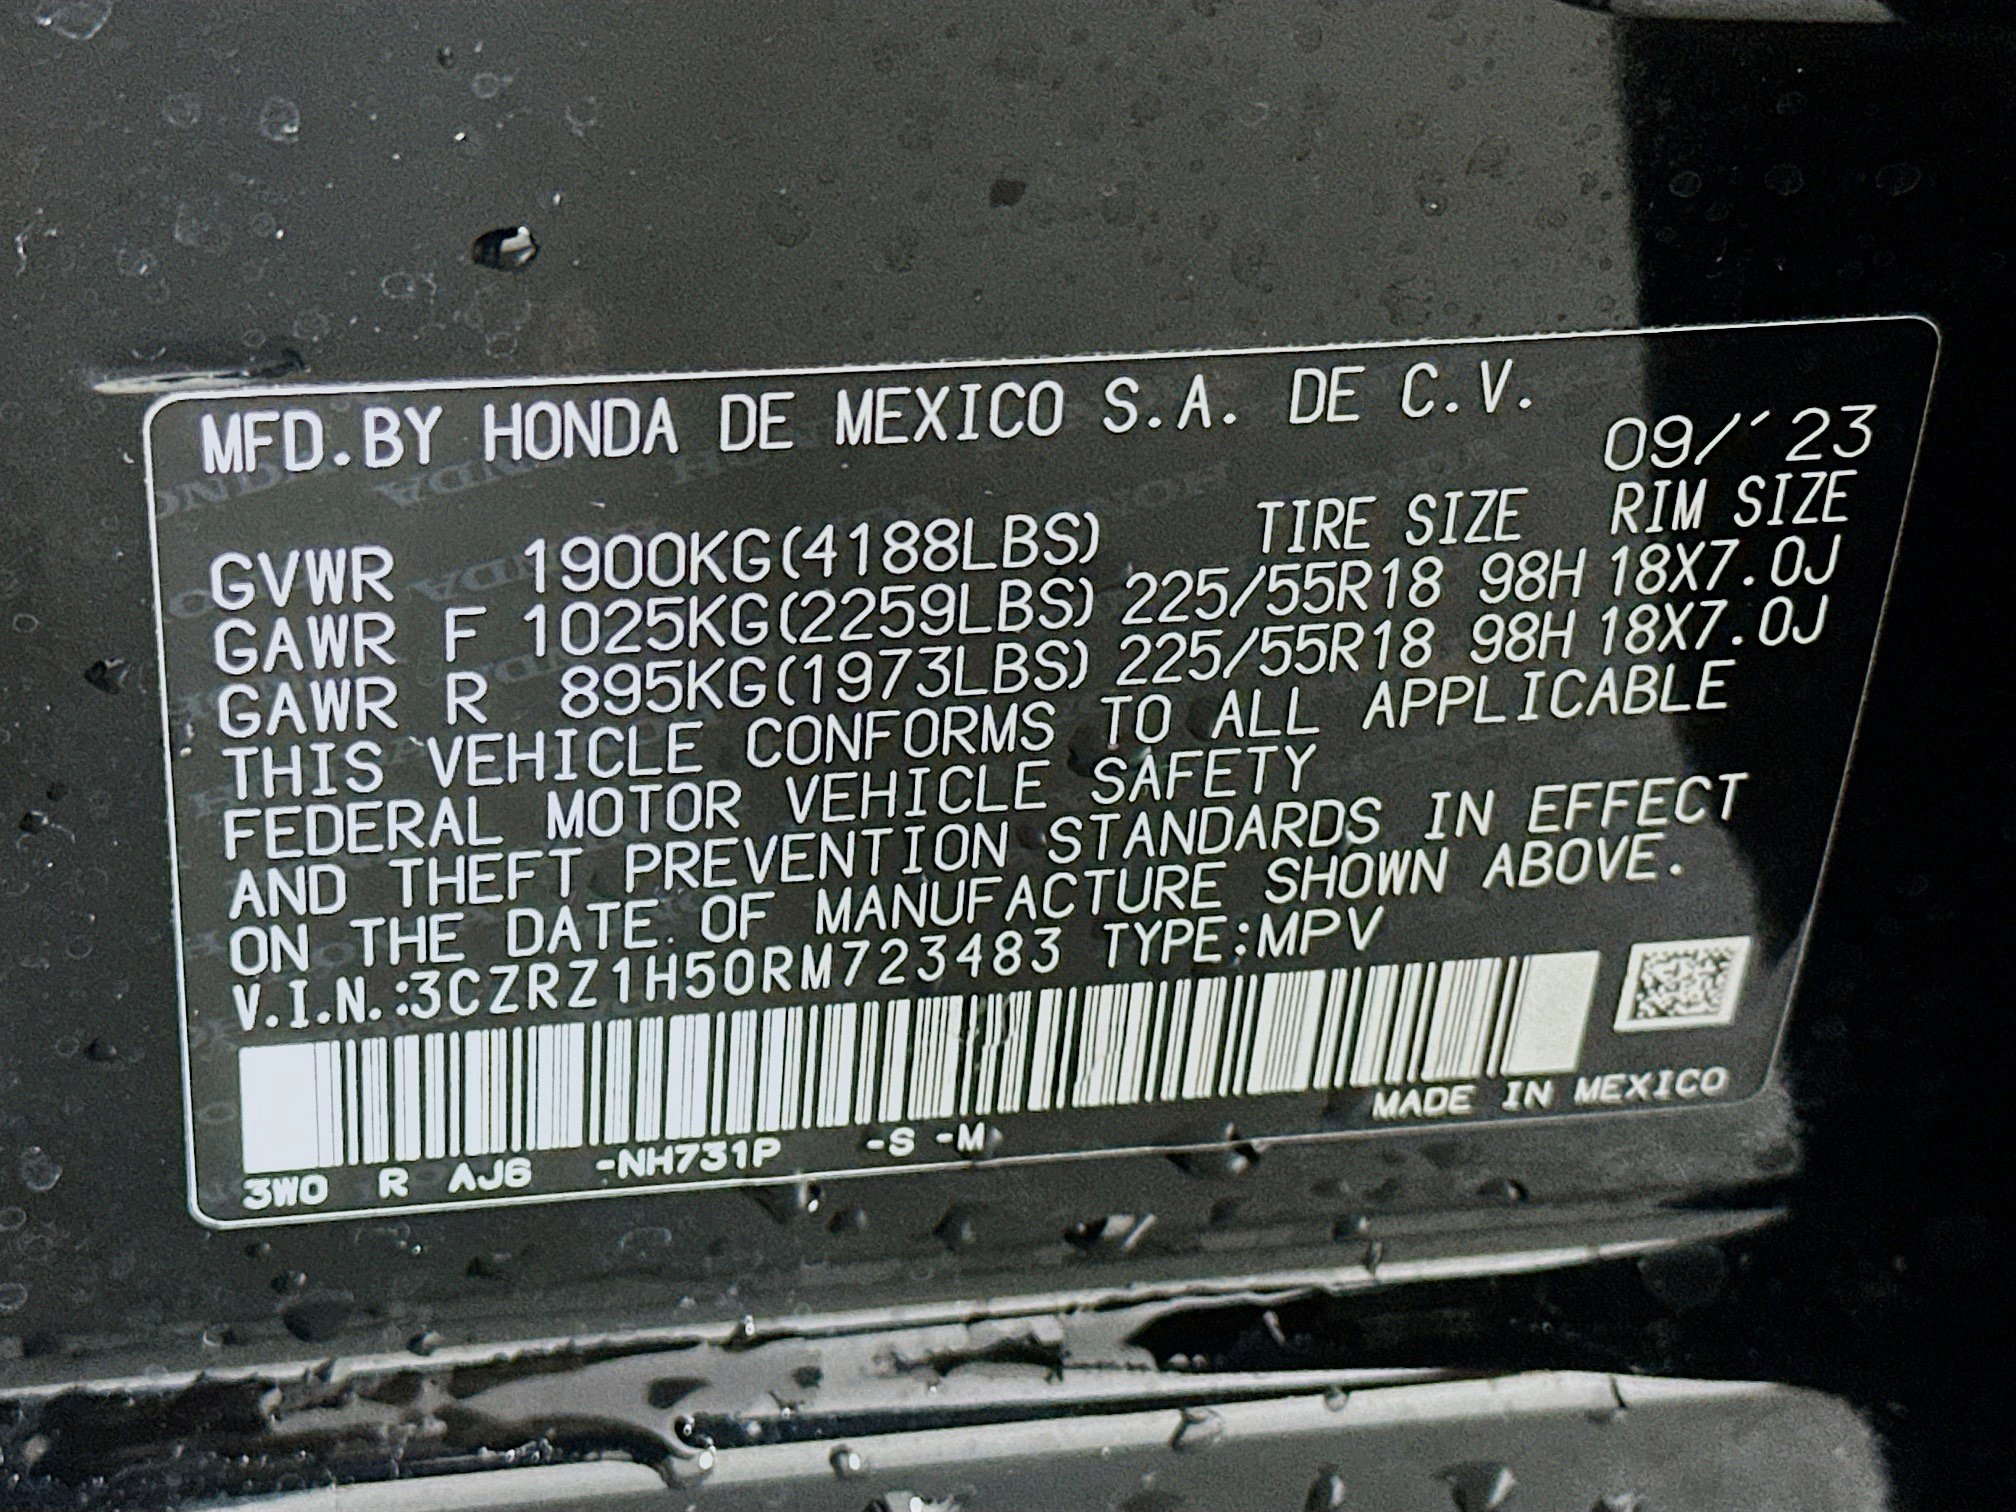 MFD.BY HONDA DE MEXICO S.A. DE C.V.
09/'23
TIRE SIZE RIM SIZE
GVWR 1900KG(4188LBS)
GAWR F 1025KG(2259LBS) 225/55R18 98H 18X7.0J
GAWR R 895KG(1973LBS) 225/55R18 98H 18X7.0J
THIS VEHICLE CONFORMS TO ALL APPLICABLE
FEDERAL MOTOR VEHICLE SAFETY
AND THEFT PREVENTION STANDARDS IN EFFECT
ON THE DATE OF MANUFACTURE SHOWN ABOVE.
V.I.N.:3CZRZ1H50RM723483 TYPE:MPV
MADE IN MEXICO
3W0 R AJ6 -NH731P -S -M